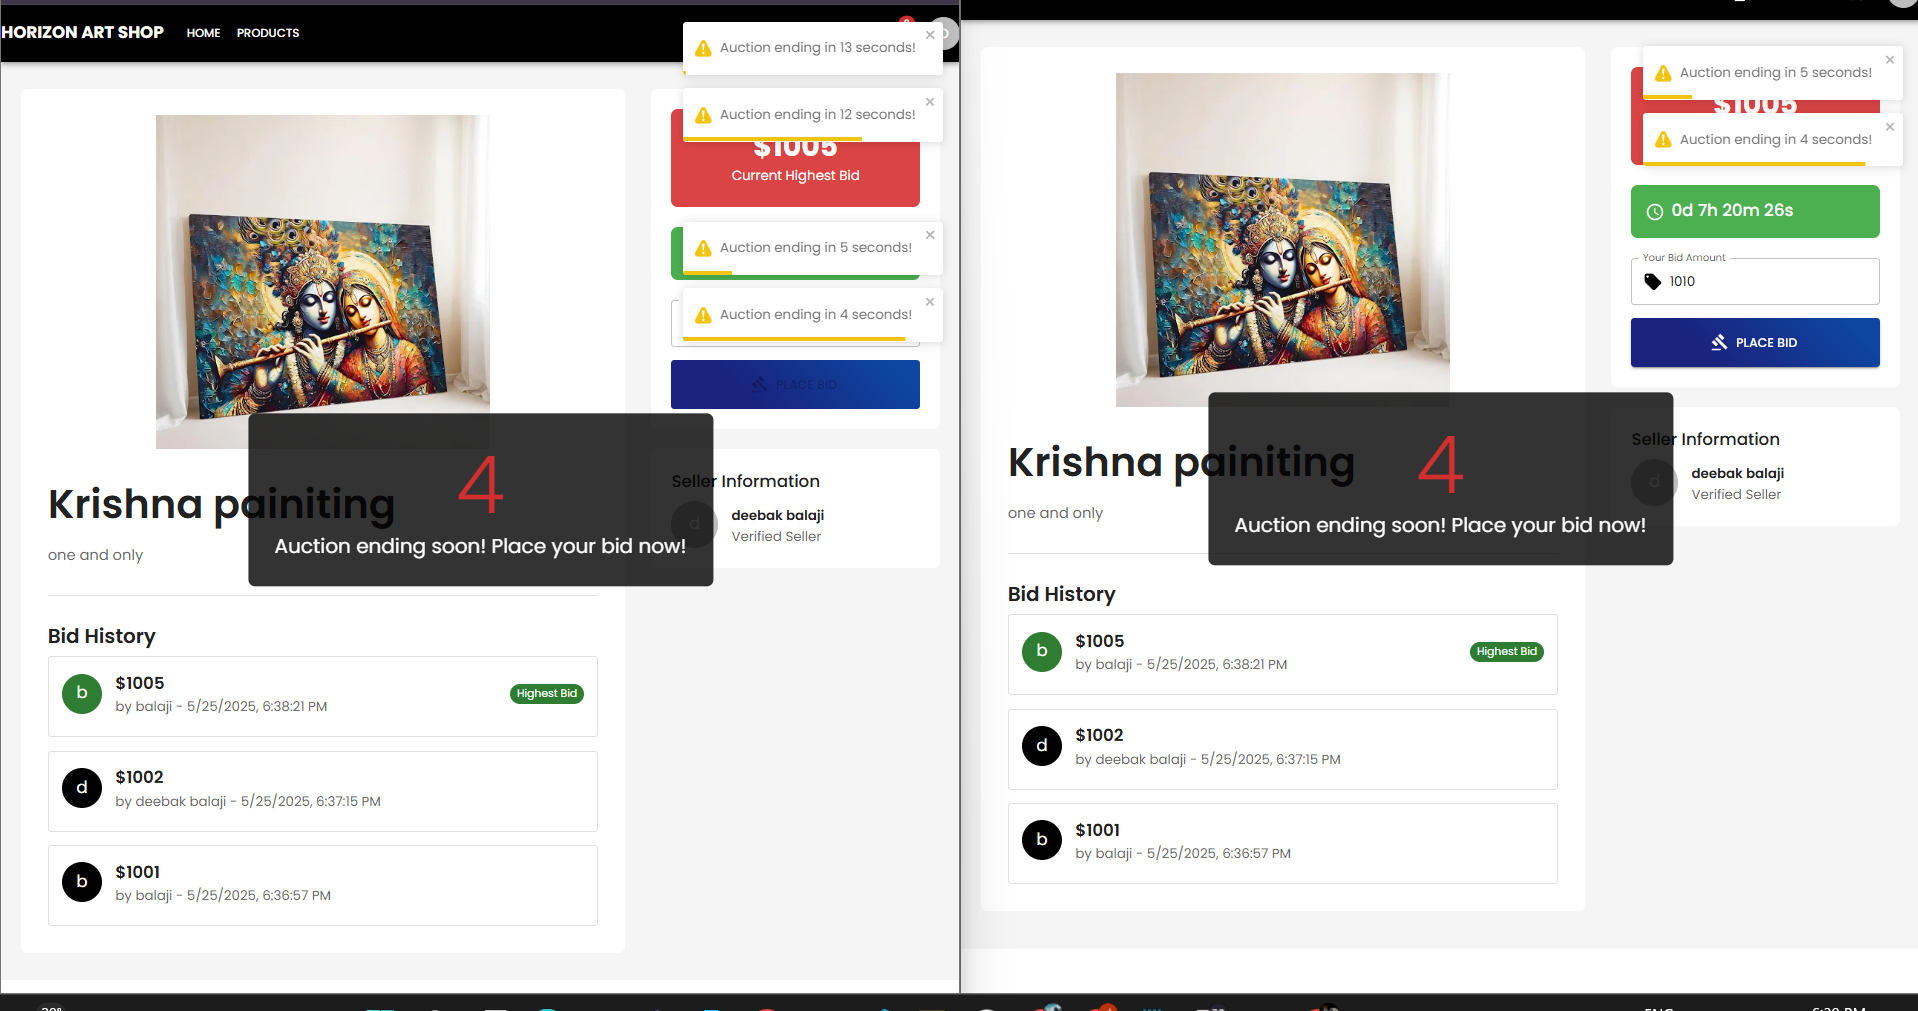 HORIZON ART SHOP
HOME
PRODUCTS
Auction ending in 13 seconds!
Auction ending in 12 seconds!
$1005
Current Highest Bid
Auction ending in 5 seconds!
Auction ending in 4 seconds!
PLACE BID
Krishna painiting
one and only
4
Auction ending soon! Place your bid now!
Seller Information
d
deebak balaji
Verified Seller
Bid History
b
$1005
by balaji - 5/25/2025, 6:38:21 PM
Highest Bid
d
$1002
by deebak balaji - 5/25/2025, 6:37:15 PM
b
$1001
by balaji - 5/25/2025, 6:36:57 PM
Auction ending in 5 seconds!
$1005
Auction ending in 4 seconds!
0d 7h 20m 26s
Your Bid Amount
1010
PLACE BID
Krishna painiting
one and only
4
Auction ending soon! Place your bid now!
Seller Information
d
deebak balaji
Verified Seller
Bid History
b
$1005
by balaji - 5/25/2025, 6:38:21 PM
Highest Bid
d
$1002
by deebak balaji - 5/25/2025, 6:37:15 PM
b
$1001
by balaji - 5/25/2025, 6:36:57 PM